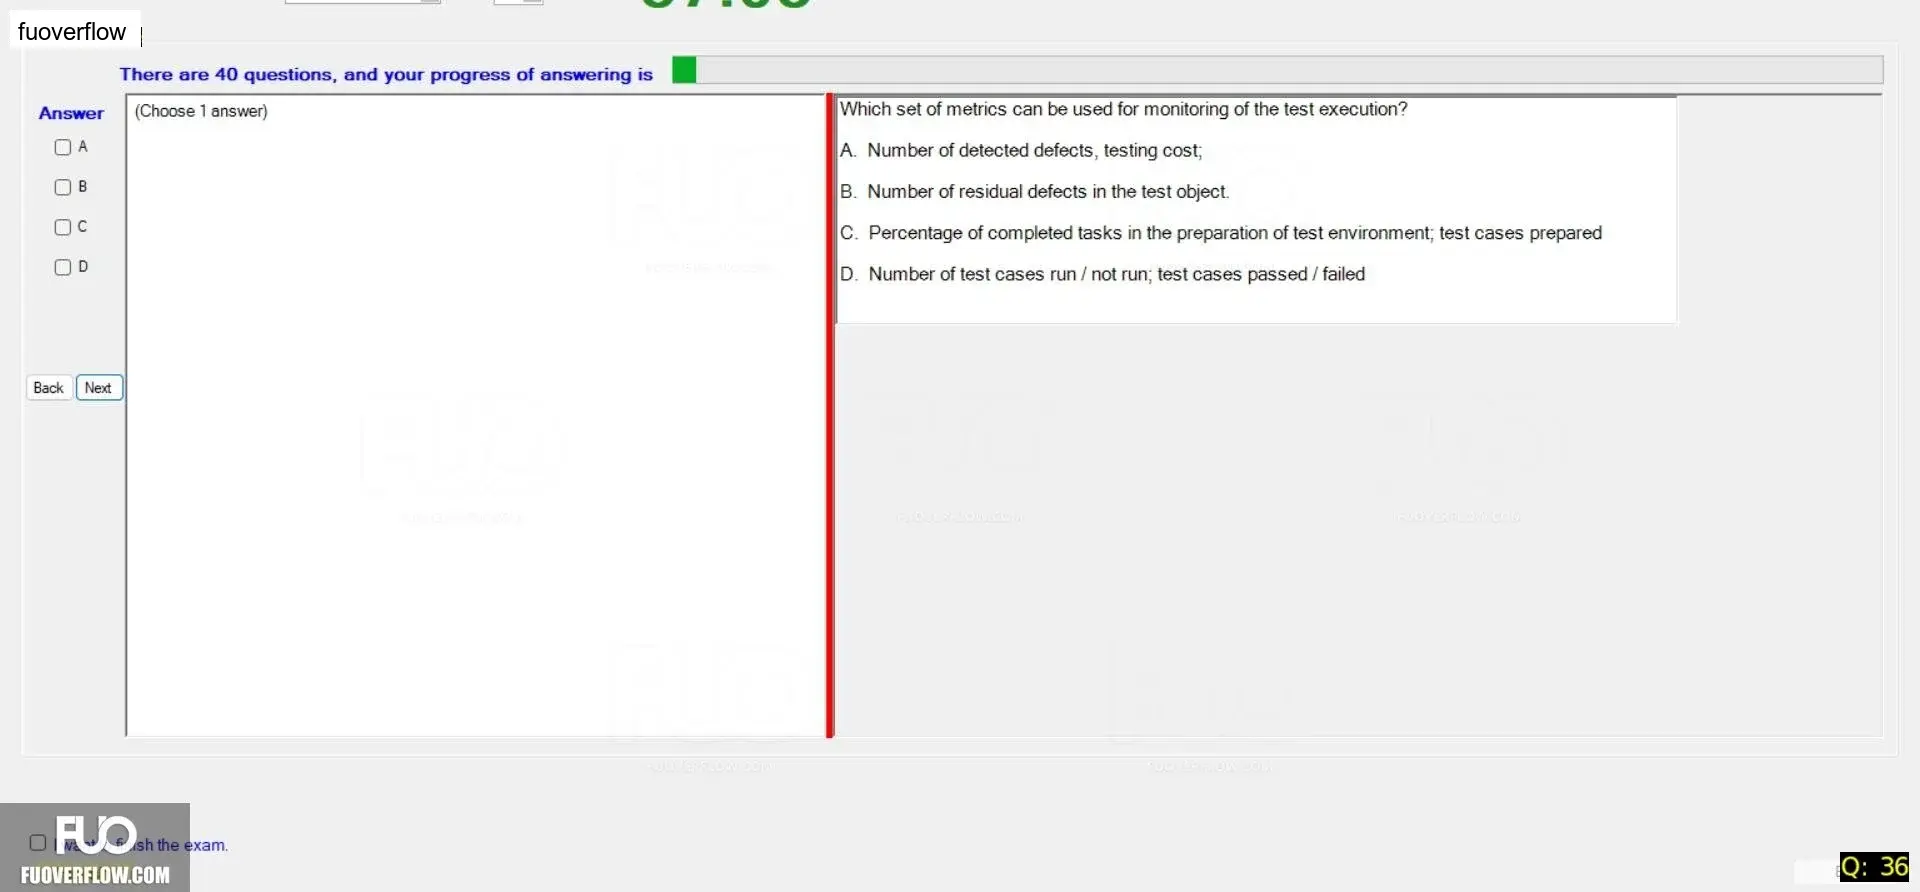 fuoverflow
There are 40 questions, and your progress of answering is
Answer
A
B
C
D
Back
Next
(Choose 1 answer)
Which set of metrics can be used for monitoring of the test execution?
A. Number of detected defects, testing cost;
B. Number of residual defects in the test object.
C. Percentage of completed tasks in the preparation of test environment; test cases prepared
D. Number of test cases run / not run; test cases passed / failed
FUO
finish the exam.
FUOVERFLOW.COM
Q: 36